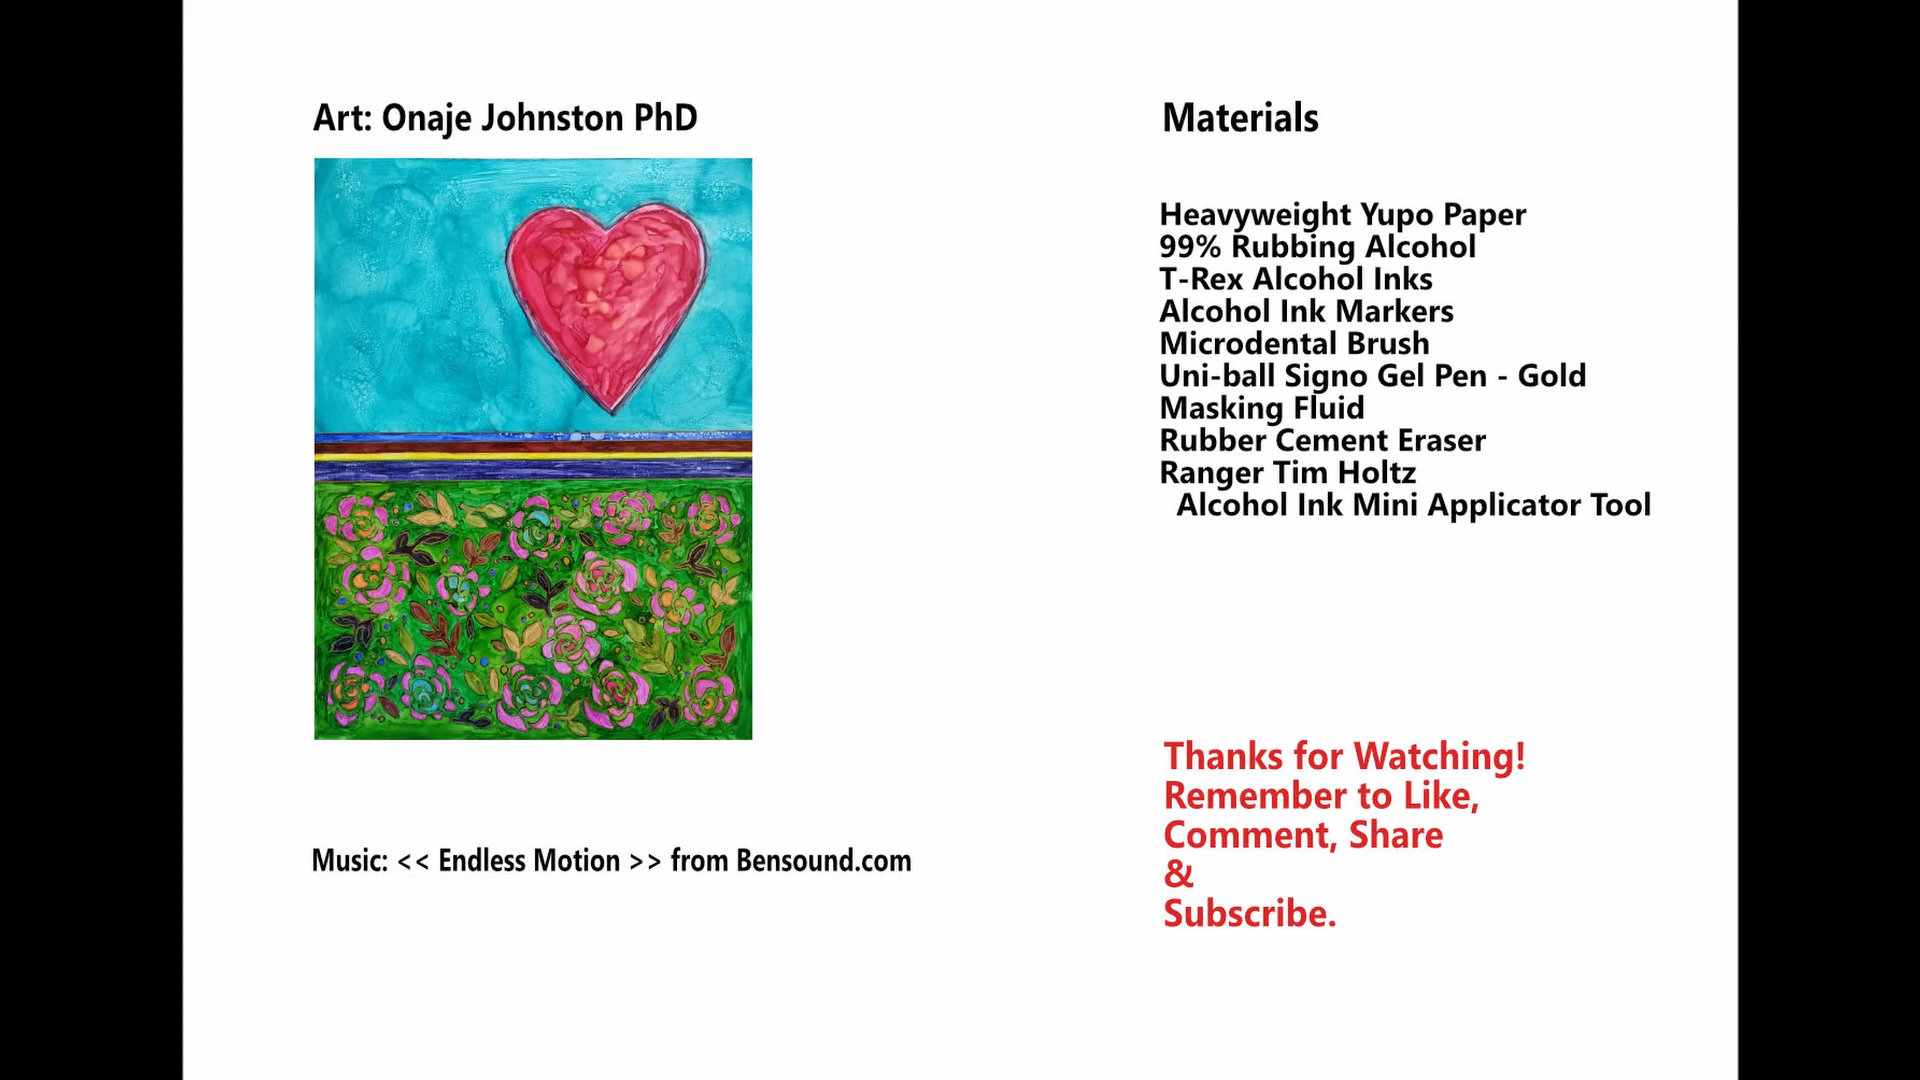 Art: Onaje Johnston PhD
Materials
Heavyweight Yupo Paper
99% Rubbing Alcohol
T-Rex Alcohol Inks
Alcohol Ink Markers
Microdental Brush
Uni-ball Signo Gel Pen - Gold
Masking Fluid
Rubber Cement Eraser
Ranger Tim Holtz
Alcohol Ink Mini Applicator Tool
Music: << Endless Motion >> from Bensound.com
Thanks for Watching!
Remember to Like,
Comment, Share
&
Subscribe.